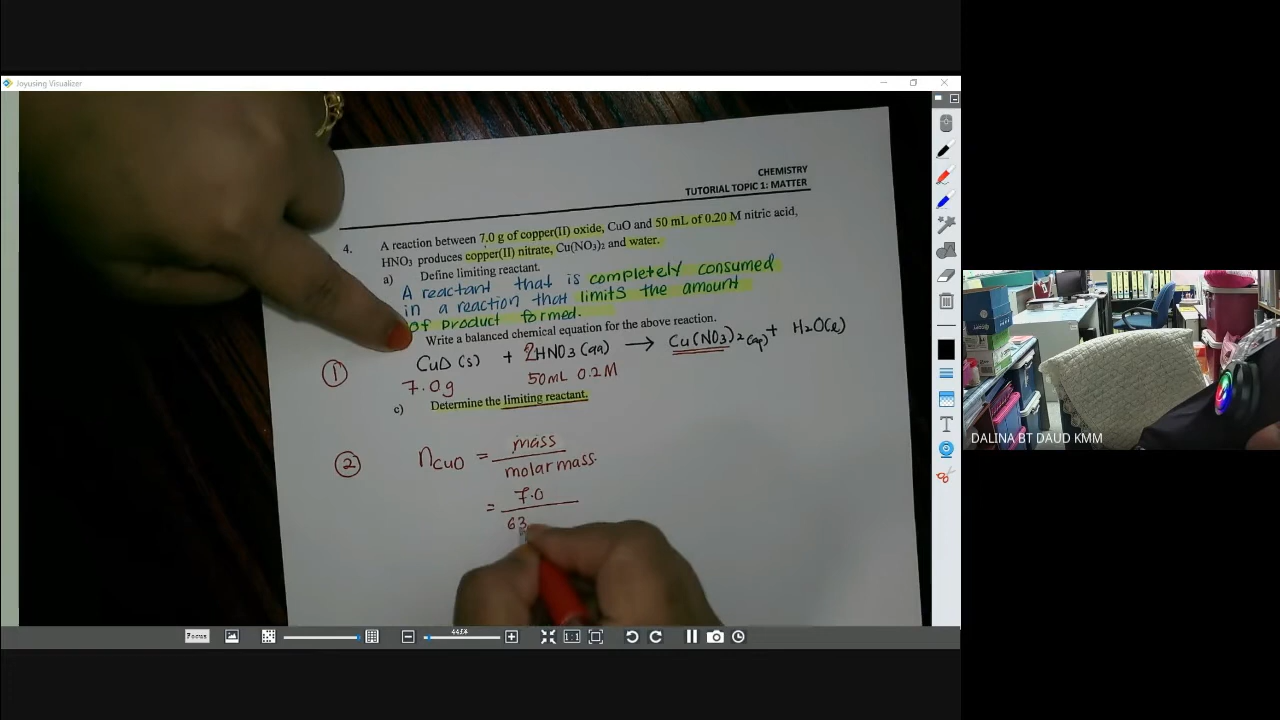 Joyusing Visualizer
CHEMISTRY
TUTORIAL TOPIC 1: MATTER
4. A reaction between 7.0 g of copper(II) oxide, CuO and 50 mL of 0.20 M nitric acid,
HNO3 produces copper(II) nitrate, Cu(NO3)2 and water.
a) Define limiting reactant.
A reactant that is completely consumed
in a reaction that limits the amount
of product formed.
Write a balanced chemical equation for the above reaction.
① CuO (s) + 2HNO3 (aq) → Cu(NO3)2 (aq) + H2O(l)
7.0g 50mL 0.2M
c) Determine the limiting reactant.
② nCuO = mass
molar mass
= 7.0
63
DALINA BT DAUD KMM
Focus
1:1
T